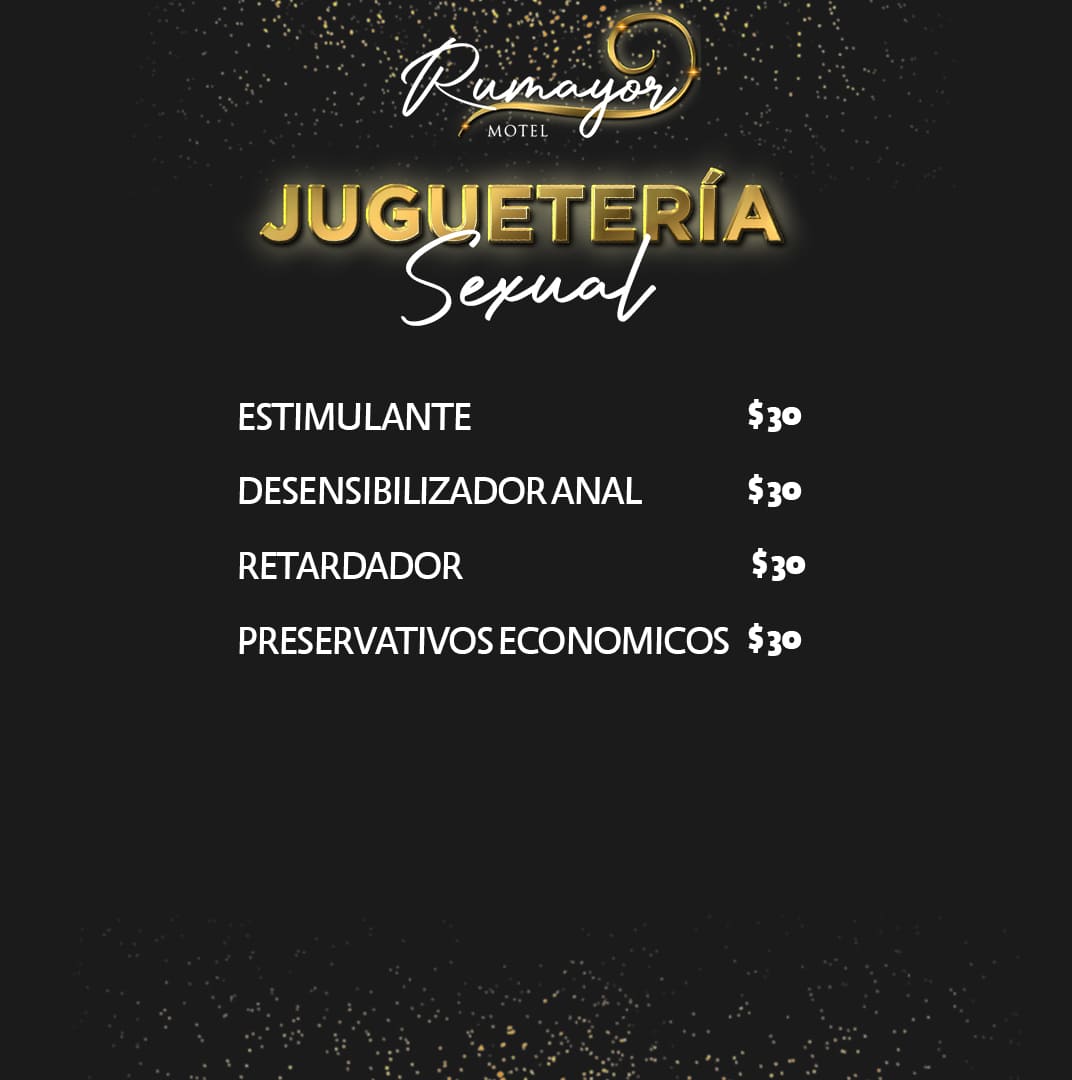 Rumayor
MOTEL
JUGUETERÍA
Sexual
ESTIMULANTE $30
DESENSIBILIZADOR ANAL $30
RETARDADOR $30
PRESERVATIVOS ECONOMICOS $30